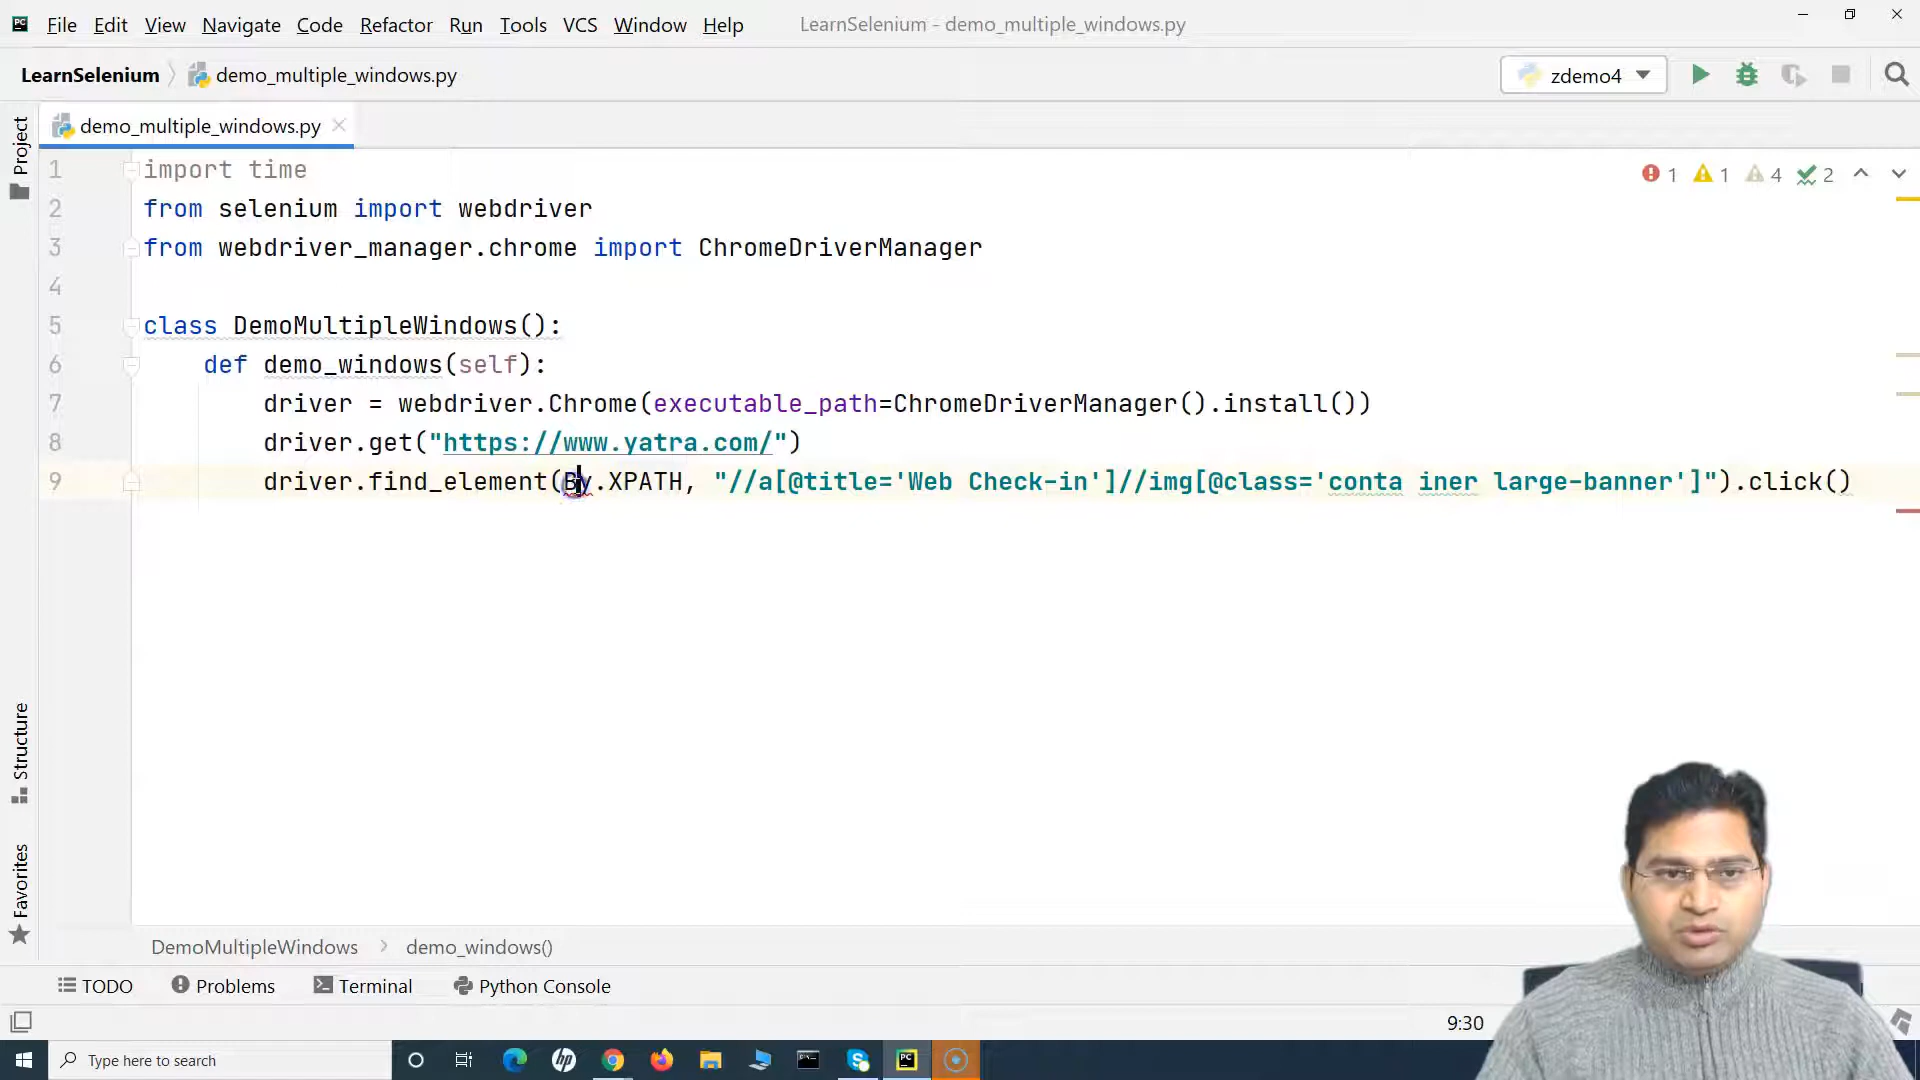 File Edit View Navigate Code Refactor Run Tools VCS Window Help LearnSelenium - demo_multiple_windows.py
LearnSelenium demo_multiple_windows.py zdemo4
demo_multiple_windows.py
Project
1 import time
1 1 4 2
2 from selenium import webdriver
3 from webdriver_manager.chrome import ChromeDriverManager
4
5 class DemoMultipleWindows():
6 def demo_windows(self):
7 driver = webdriver.Chrome(executable_path=ChromeDriverManager().install())
8 driver.get("https://www.yatra.com/")
9 driver.find_element(By.XPATH, "//a[@title='Web Check-in']//img[@class='conta iner large-banner']").click()
Structure
Favorites
DemoMultipleWindows > demo_windows()
TODO Problems Terminal Python Console
9:30
Type here to search